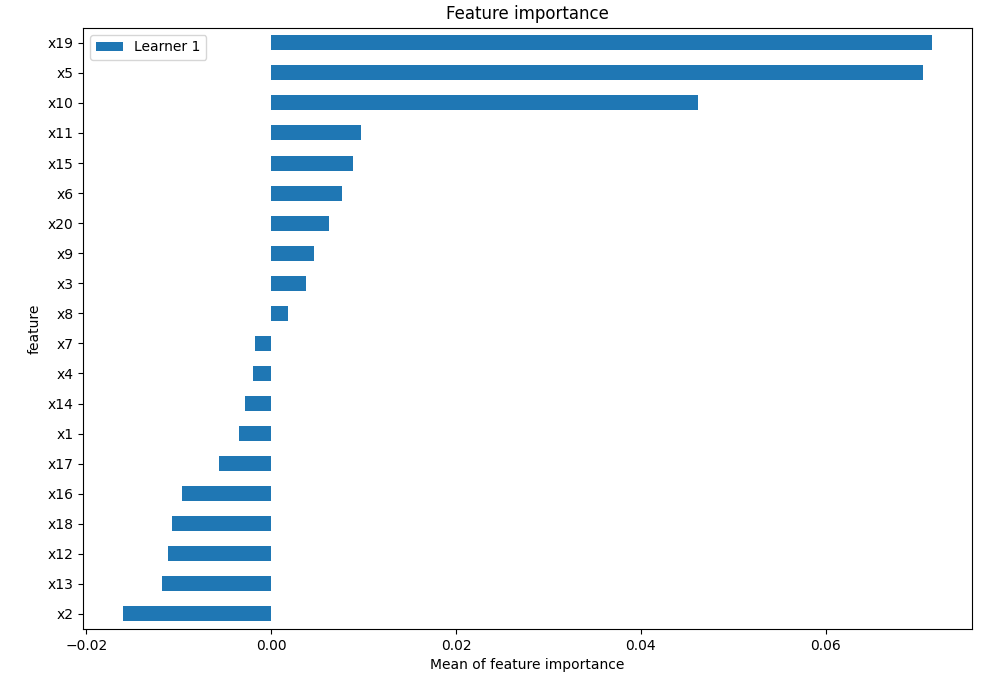 Feature importance
Learner 1
x19
x5
x10
x11
x15
x6
x20
x9
x3
x8
x7
x4
x14
x1
x17
x16
x18
x12
x13
x2
feature
−0.02 0.00 0.02 0.04 0.06
Mean of feature importance